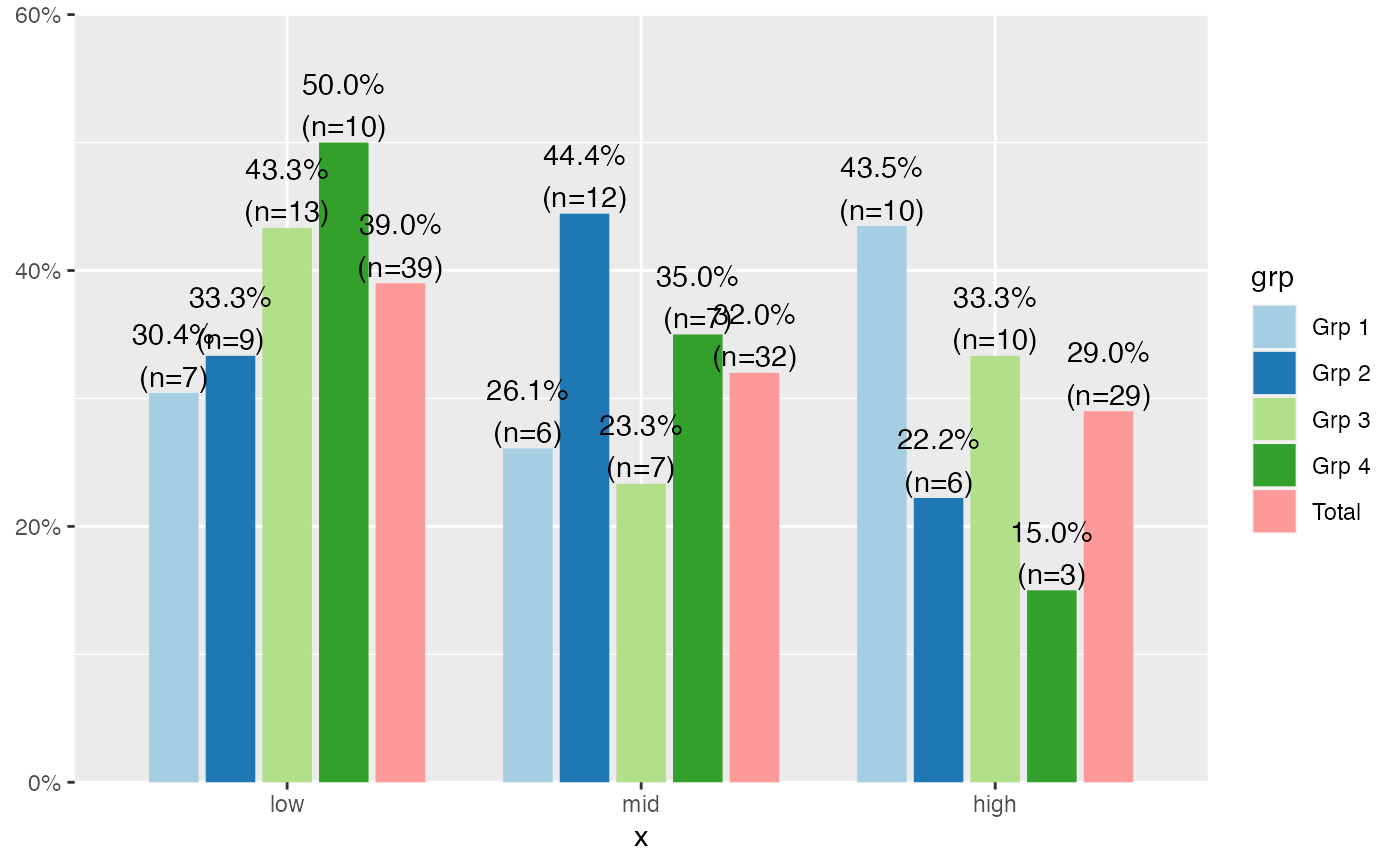 60%
40%
20%
0%
30.4%
(n=7)
33.3%
(n=9)
43.3%
(n=13)
50.0%
(n=10)
39.0%
(n=39)
26.1%
(n=6)
44.4%
(n=12)
23.3%
(n=7)
35.0%
(n=7)
32.0%
(n=32)
43.5%
(n=10)
22.2%
(n=6)
33.3%
(n=10)
15.0%
(n=3)
29.0%
(n=29)
low
mid
high
x
grp
Grp 1
Grp 2
Grp 3
Grp 4
Total